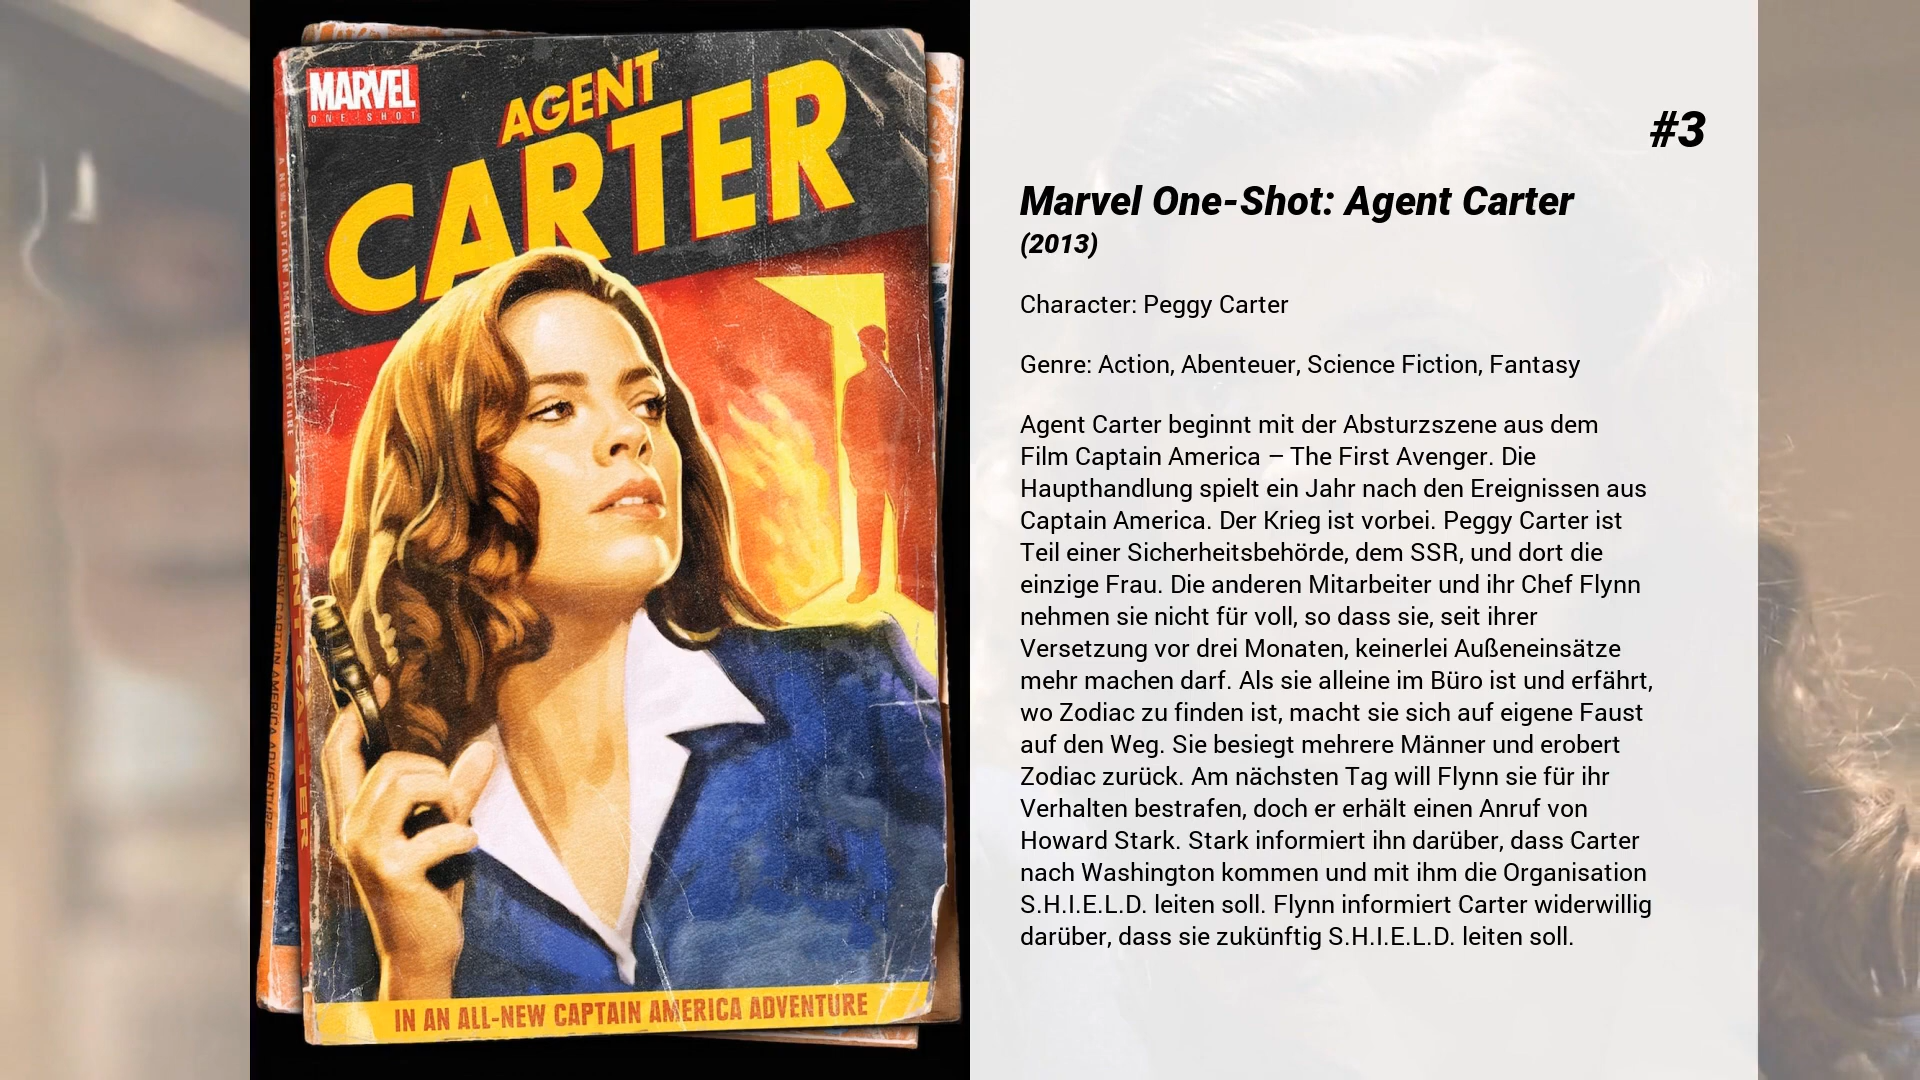 MARVEL
ONE-SHOT
AGENT
CARTER
A NEW CAPTAIN AMERICA ADVENTURE
AGENT CARTER
IN AN ALL-NEW CAPTAIN AMERICA ADVENTURE
#3
Marvel One-Shot: Agent Carter
(2013)
Character: Peggy Carter
Genre: Action, Abenteuer, Science Fiction, Fantasy
Agent Carter beginnt mit der Absturzszene aus dem
Film Captain America – The First Avenger. Die
Haupthandlung spielt ein Jahr nach den Ereignissen aus
Captain America. Der Krieg ist vorbei. Peggy Carter ist
Teil einer Sicherheitsbehörde, dem SSR, und dort die
einzige Frau. Die anderen Mitarbeiter und ihr Chef Flynn
nehmen sie nicht für voll, so dass sie, seit ihrer
Versetzung vor drei Monaten, keinerlei Außeneinsätze
mehr machen darf. Als sie alleine im Büro ist und erfährt,
wo Zodiac zu finden ist, macht sie sich auf eigene Faust
auf den Weg. Sie besiegt mehrere Männer und erobert
Zodiac zurück. Am nächsten Tag will Flynn sie für ihr
Verhalten bestrafen, doch er erhält einen Anruf von
Howard Stark. Stark informiert ihn darüber, dass Carter
nach Washington kommen und mit ihm die Organisation
S.H.I.E.L.D. leiten soll. Flynn informiert Carter widerwillig
darüber, dass sie zukünftig S.H.I.E.L.D. leiten soll.